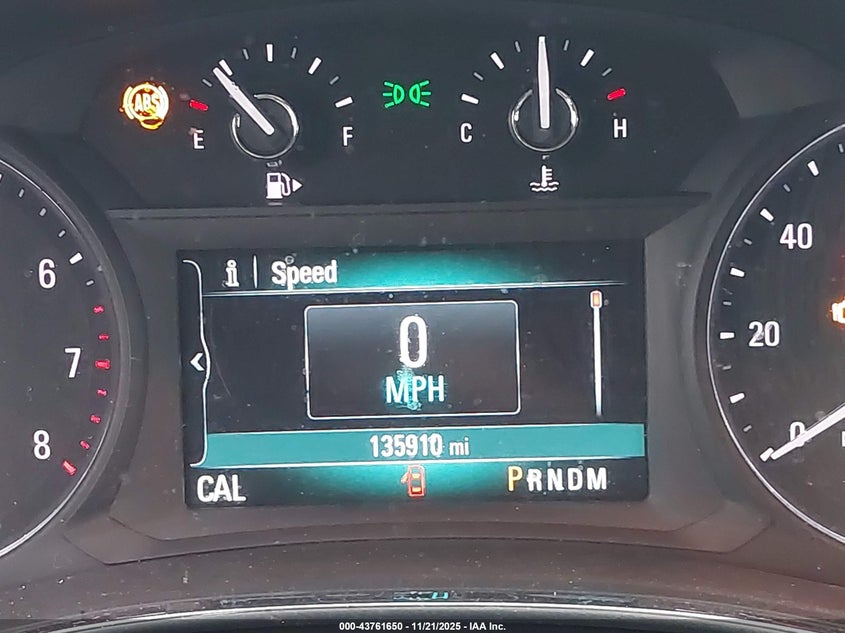 ABS
E F
C H
i Speed
0
MPH
135910 mi
CAL PRNDM
6
7
8
40
20
0
000-43761650 - 11/21/2025 - IAA Inc.